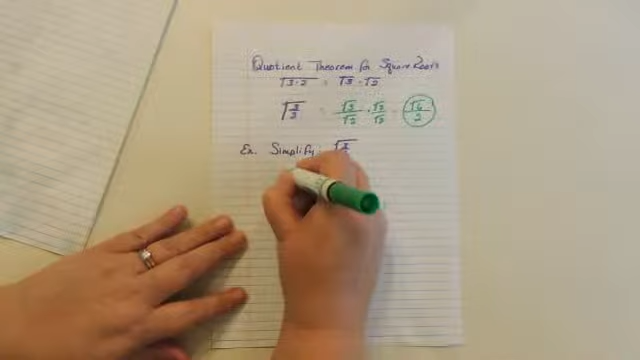 Quotient Theorem for Square Roots
√3·2 = √3 · √2
√3/2 = √3/√2 · √2/√2 = √6/2
Ex. Simplify